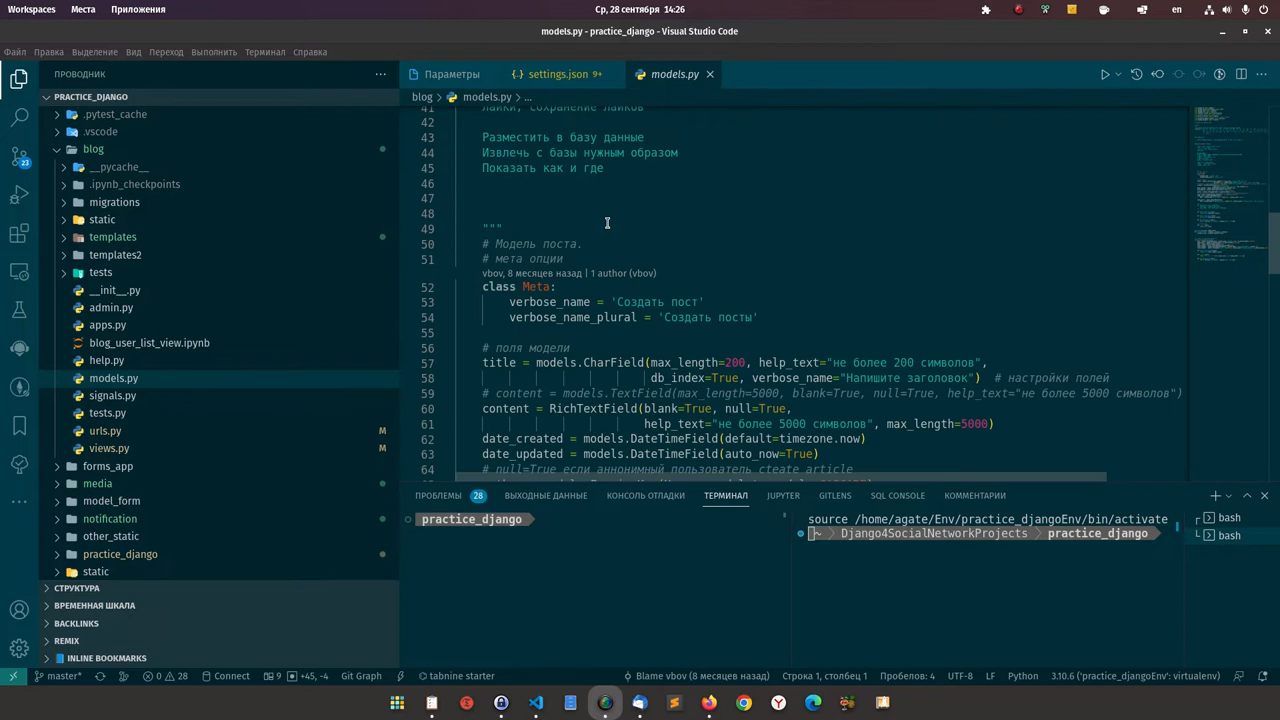 Workspaces Места Приложения Ср, 28 сентября 14:26 en
models.py - practice_django - Visual Studio Code
Файл Правка Выделение Вид Переход Выполнить Терминал Справка
ПРОВОДНИК
PRACTICE_DJANGO
.pytest_cache
.vscode
blog
__pycache__
.ipynb_checkpoints
migrations
static
templates
templates2
tests
__init__.py
admin.py
apps.py
blog_user_list_view.ipynb
help.py
models.py
signals.py
tests.py
urls.py M
views.py M
forms_app
media
model_form
notification
other_static
practice_django
static
СТРУКТУРА
ВРЕМЕННАЯ ШКАЛА
BACKLINKS
REMIX
INLINE BOOKMARKS
23
Параметры settings.json 9+ models.py
blog models.py ...
41 лайки, сохранение лайков
42
43 Разместить в базу данные
44 Извлечь с базы нужным образом
45 Показать как и где
46
47
48
49 """
50 # Модель поста.
51 # мета опции
vbov, 8 месяцев назад | 1 author (vbov)
52 class Meta:
53 verbose_name = 'Создать пост'
54 verbose_name_plural = 'Создать посты'
55
56 # поля модели
57 title = models.CharField(max_length=200, help_text="не более 200 символов",
58 db_index=True, verbose_name="Напишите заголовок") # настройки полей
59 # content = models.TextField(max_length=5000, blank=True, null=True, help_text="не более 5000 символов")
60 content = RichTextField(blank=True, null=True,
61 help_text="не более 5000 символов", max_length=5000)
62 date_created = models.DateTimeField(default=timezone.now)
63 date_updated = models.DateTimeField(auto_now=True)
64 # null=True если аннонимный пользователь cteate article
ПРОБЛЕМЫ 28 ВЫХОДНЫЕ ДАННЫЕ КОНСОЛЬ ОТЛАДКИ ТЕРМИНАЛ JUPYTER GITLENS SQL CONSOLE КОММЕНТАРИИ
practice_django
source /home/agate/Env/practice_djangoEnv/bin/activate
~ Django4SocialNetworkProjects practice_django
bash
bash
master* 0 28 Connect 9 +45, -4 Git Graph tabnine starter Blame vbov (8 месяцев назад) Строка 1, столбец 1 Пробелов: 4 UTF-8 LF Python 3.10.6 ('practice_djangoEnv': virtualenv)